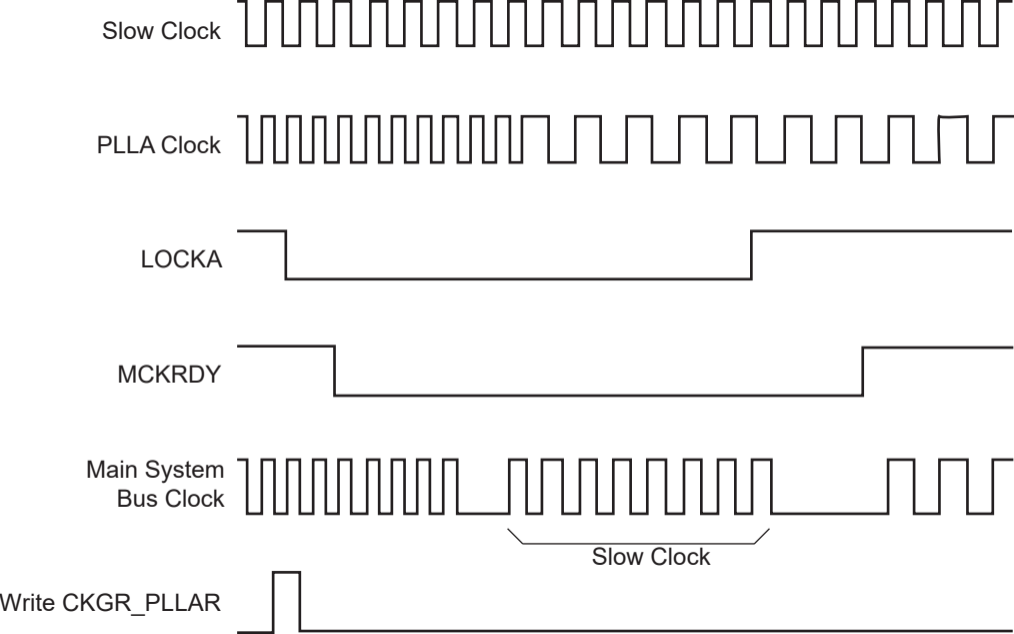 Slow Clock
PLLA Clock
LOCKA
MCKRDY
Main System
Bus Clock
Slow Clock
Write CKGR_PLLAR